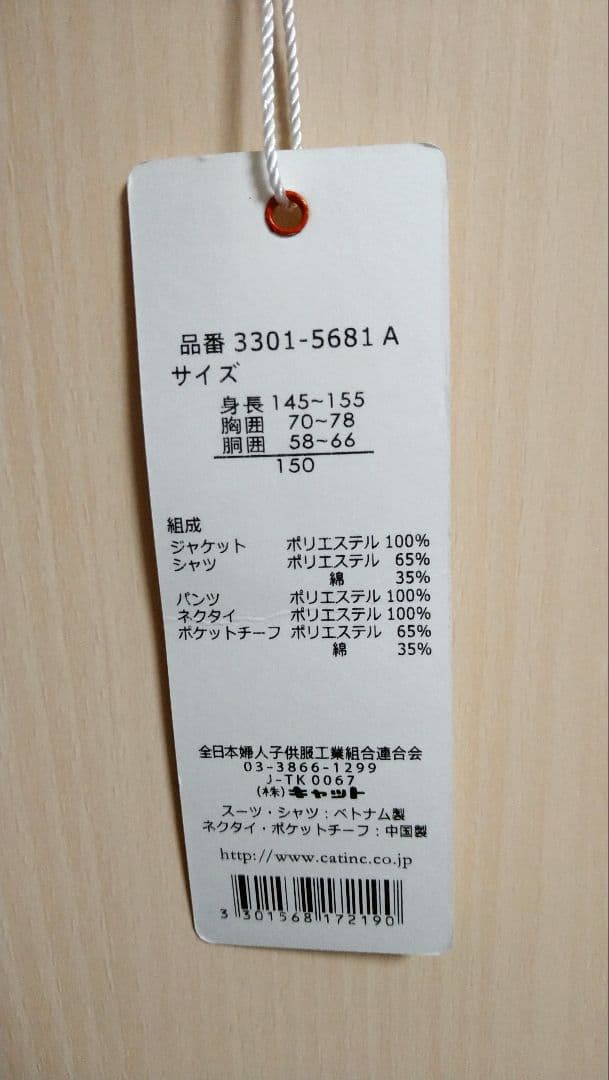 品番 3301-5681 A
サイズ
身長 145~155
胸囲 70~78
胴囲 58~66
150
組成
ジャケット ポリエステル 100%
シャツ ポリエステル 65%
綿 35%
パンツ ポリエステル 100%
ネクタイ ポリエステル 100%
ポケットチーフ ポリエステル 65%
綿 35%
全日本婦人子供服工業組合連合会
03-3866-1299
J-TK 0067
(株) キャット
スーツ・シャツ：ベトナム製
ネクタイ・ポケットチーフ：中国製
http://www.catinc.co.jp
3 301568 172190